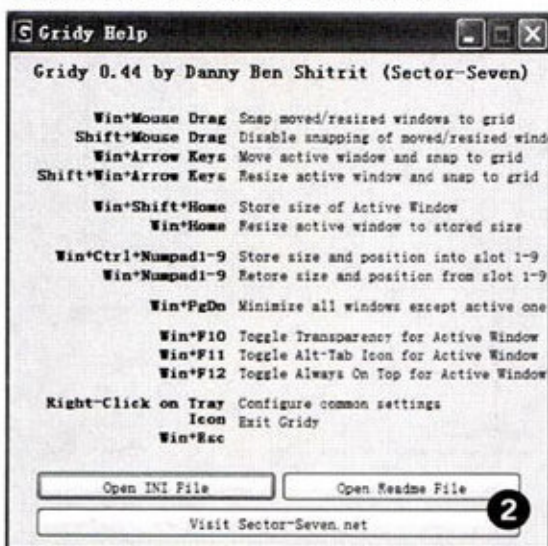 Gridy Help
Gridy 0.44 by Danny Ben Shitrit (Sector-Seven)
Win+Mouse Drag Snap moved/resized windows to grid
Shift+Mouse Drag Disable snapping of moved/resized wind
Win+Arrow Keys Move active window and snap to grid
Shift+Win+Arrow Keys Resize active window and snap to grid
Win+Shift+Home Store size of Active Window
Win+Home Resize active window to stored size
Win+Ctrl+Numpad1-9 Store size and position into slot 1-9
Win+Numpad1-9 Retore size and position from slot 1-9
Win+PgDn Minimize all windows except active one
Win+F10 Toggle Transparency for Active Window
Win+F11 Toggle Alt-Tab Icon for Active Window
Win+F12 Toggle Always On Top for Active Window
Right-Click on Tray Configure common settings
Icon Exit Gridy
Win+Esc
Open INI File Open Readme File
Visit Sector-Seven.net
2